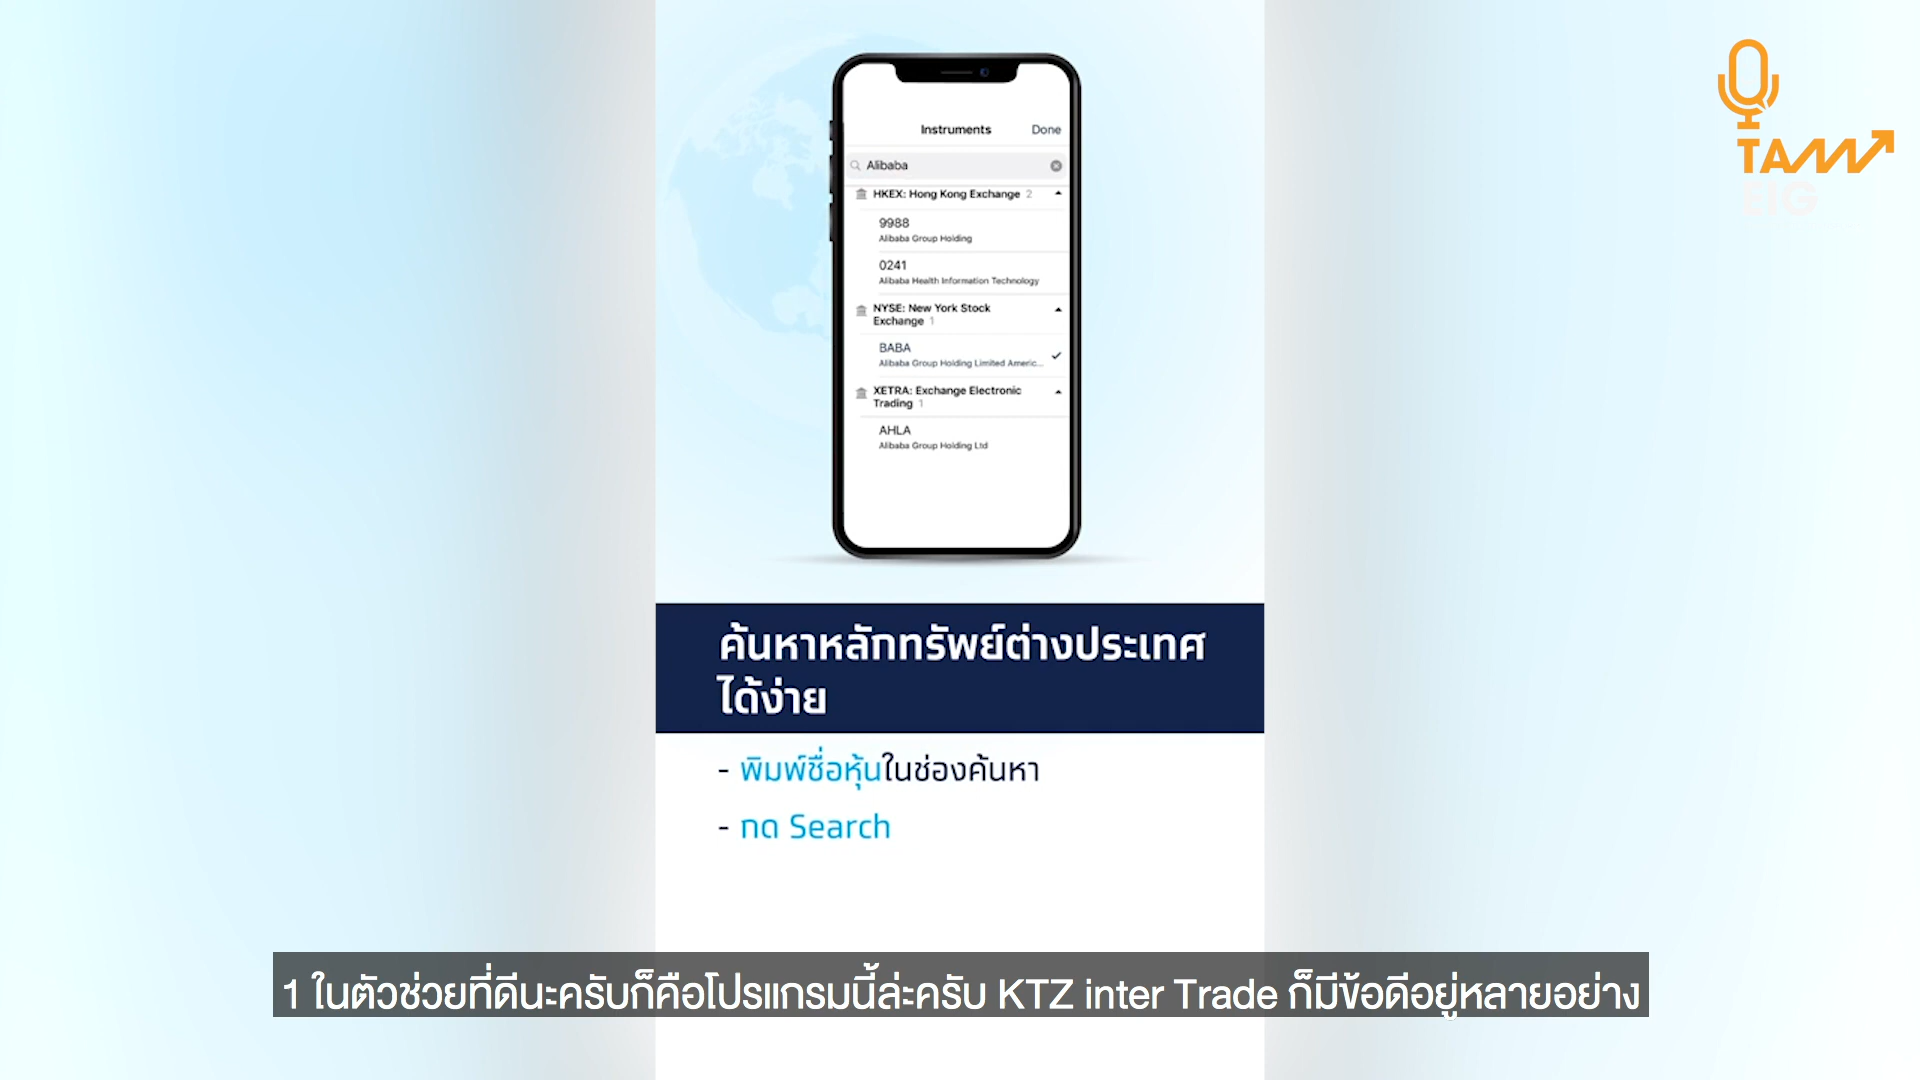 Instruments
Done
Alibaba
HKEX: Hong Kong Exchange 2
9988
Alibaba Group Holding
0241
Alibaba Health Information Technology
NYSE: New York Stock
Exchange 1
BABA
Alibaba Group Holding Limited Americ...
XETRA: Exchange Electronic
Trading 1
AHLA
Alibaba Group Holding Ltd
TAM
EIG
ค้นหาหลักทรัพย์ต่างประเทศ
ได้ง่าย
- พิมพ์ชื่อหุ้นในช่องค้นหา
- กด Search
1 ในตัวช่วยที่ดีนะครับก็คือโปรแกรมนี้ล่ะครับ KTZ inter Trade ก็มีข้อดีอยู่หลายอย่าง